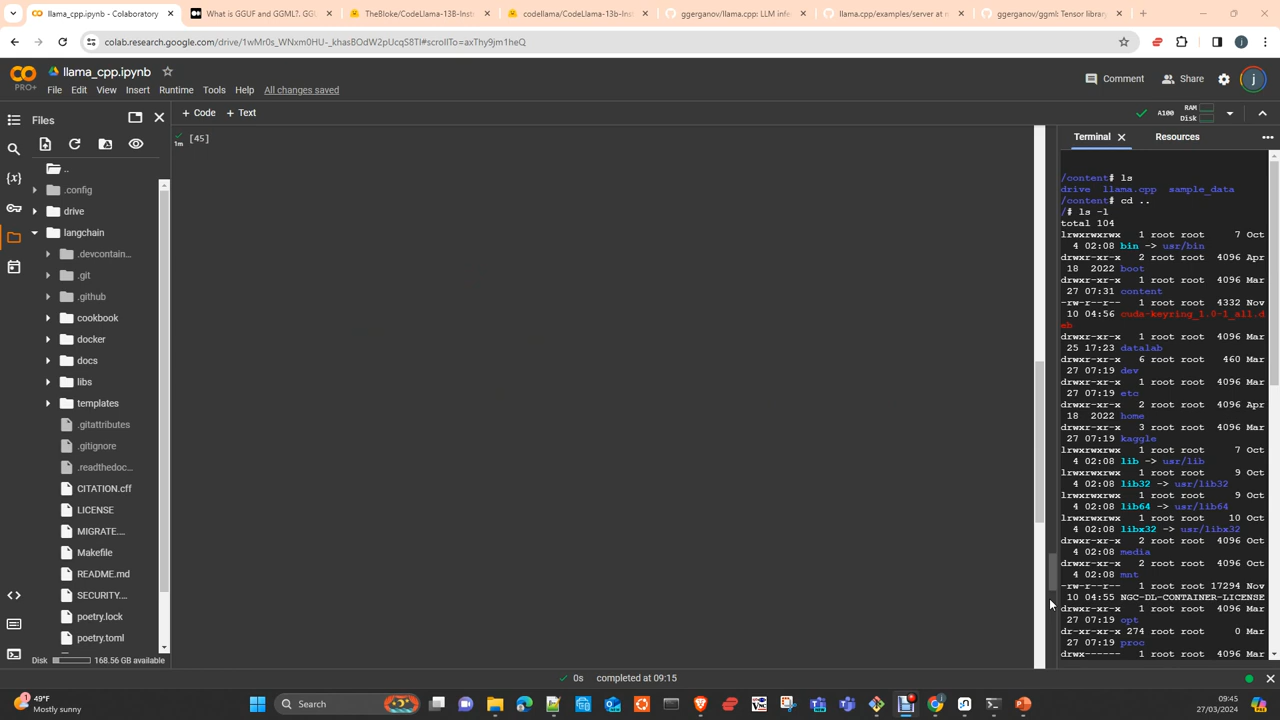 llama_cpp.ipynb - Colaboratory
What is GGUF and GGML?. GGU
TheBloke/CodeLlama-13B-Instr
codellama/CodeLlama-13b-Inst
ggerganov/llama.cpp: LLM infe
llama.cpp/examples/server at m
ggerganov/ggml: Tensor library
colab.research.google.com/drive/1wMr0s_WNxm0HU-_khasBOdW2pUcqS8Tl#scrollTo=axThy9jm1heQ
j
llama_cpp.ipynb
PRO+
File Edit View Insert Runtime Tools Help All changes saved
Comment
Share
j
Files
+ Code + Text
A100
RAM
Disk
Terminal
Resources
[45]
1m
..
.config
drive
langchain
.devcontain...
.git
.github
cookbook
docker
docs
libs
templates
.gitattributes
.gitignore
.readthedoc...
CITATION.cff
LICENSE
MIGRATE....
Makefile
README.md
SECURITY....
poetry.lock
poetry.toml
Disk 168.56 GB available
/content# ls
drive llama.cpp sample_data
/content# cd ..
/# ls -l
total 104
lrwxrwxrwx 1 root root 7 Oct
4 02:08 bin -> usr/bin
drwxr-xr-x 2 root root 4096 Apr
18 2022 boot
drwxr-xr-x 1 root root 4096 Mar
27 07:31 content
-rw-r--r-- 1 root root 4332 Nov
10 04:56 cuda-keyring_1.0-1_all.d
eb
drwxr-xr-x 1 root root 4096 Mar
25 17:23 datalab
drwxr-xr-x 6 root root 460 Mar
27 07:19 dev
drwxr-xr-x 1 root root 4096 Mar
27 07:19 etc
drwxr-xr-x 2 root root 4096 Apr
18 2022 home
drwxr-xr-x 3 root root 4096 Mar
27 07:19 kaggle
lrwxrwxrwx 1 root root 7 Oct
4 02:08 lib -> usr/lib
lrwxrwxrwx 1 root root 9 Oct
4 02:08 lib32 -> usr/lib32
lrwxrwxrwx 1 root root 9 Oct
4 02:08 lib64 -> usr/lib64
lrwxrwxrwx 1 root root 10 Oct
4 02:08 libx32 -> usr/libx32
drwxr-xr-x 2 root root 4096 Oct
4 02:08 media
drwxr-xr-x 2 root root 4096 Oct
4 02:08 mnt
-rw-r--r-- 1 root root 17294 Nov
10 04:55 NGC-DL-CONTAINER-LICENSE
drwxr-xr-x 1 root root 4096 Mar
27 07:19 opt
dr-xr-xr-x 274 root root 0 Mar
27 07:19 proc
drwx------ 1 root root 4096 Mar
0s completed at 09:15
49°F
Mostly sunny
Search
09:45
27/03/2024